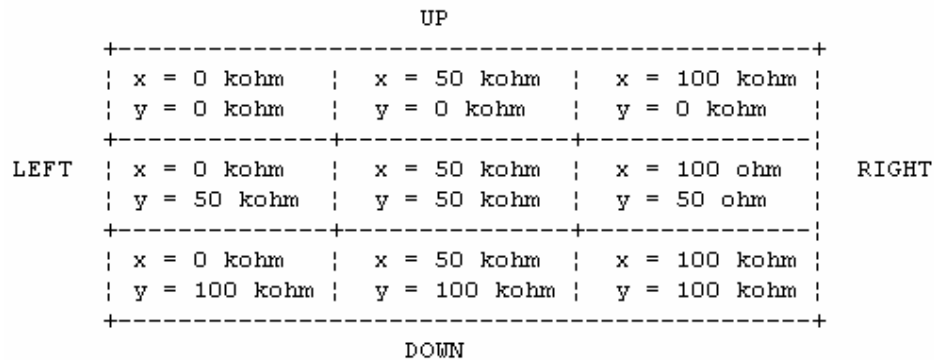 UP
+-----------------------------------------------+
¦ x = 0 kohm ¦ x = 50 kohm ¦ x = 100 kohm ¦
¦ y = 0 kohm ¦ y = 0 kohm ¦ y = 0 kohm ¦
+---------------+---------------+---------------¦
LEFT ¦ x = 0 kohm ¦ x = 50 kohm ¦ x = 100 ohm ¦ RIGHT
¦ y = 50 kohm ¦ y = 50 kohm ¦ y = 50 ohm ¦
+---------------+---------------+---------------¦
¦ x = 0 kohm ¦ x = 50 kohm ¦ x = 100 kohm ¦
¦ y = 100 kohm ¦ y = 100 kohm ¦ y = 100 kohm ¦
+-----------------------------------------------+
DOWN